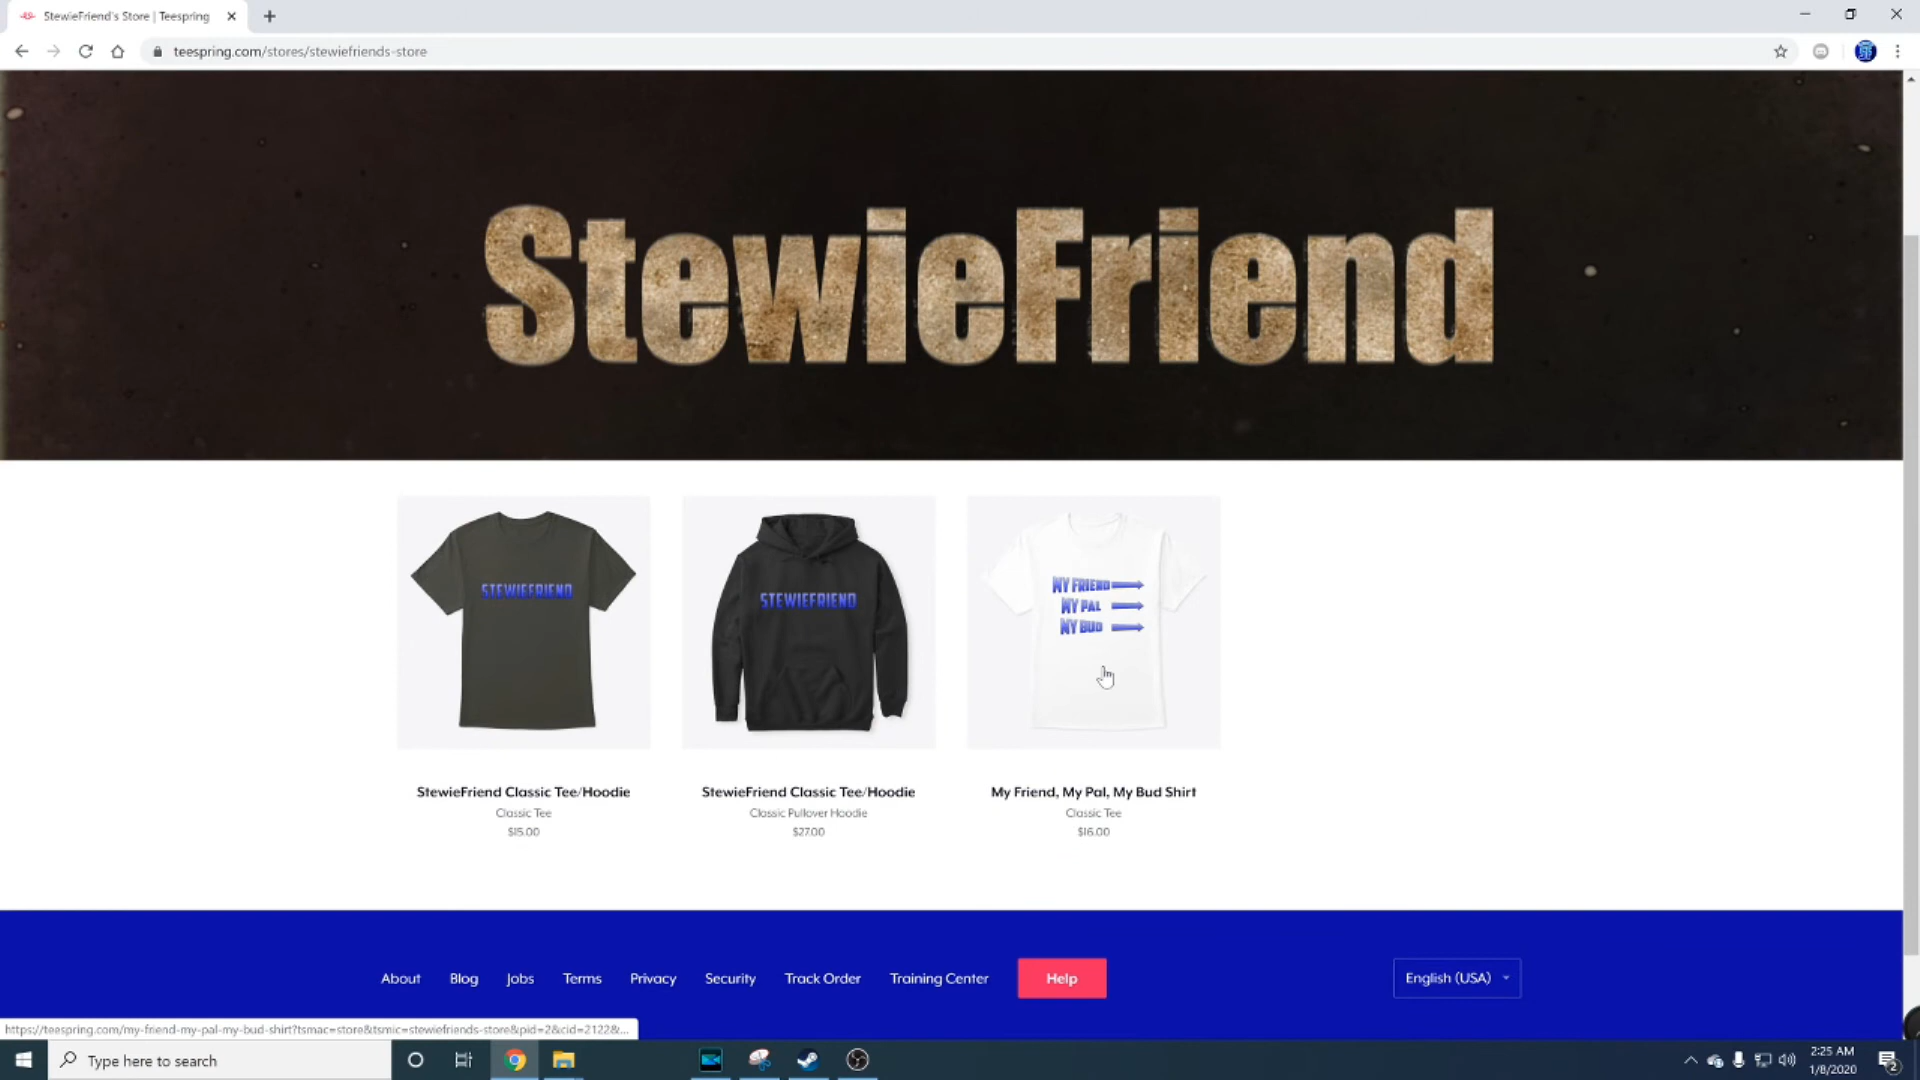 StewieFriend's Store | Teespring
teespring.com/stores/stewiefriends-store
StewieFriend
STEWIEFRIEND
STEWIEFRIEND
MY FRIEND
MY PAL
MY BUD
StewieFriend Classic Tee/Hoodie
Classic Tee
$15.00
StewieFriend Classic Tee/Hoodie
Classic Pullover Hoodie
$27.00
My Friend, My Pal, My Bud Shirt
Classic Tee
$16.00
About Blog Jobs Terms Privacy Security Track Order Training Center Help English (USA)
https://teespring.com/my-friend-my-pal-my-bud-shirt?tsmac=store&tsmic=stewiefriends-store&pid=2&cid=2122&...
Type here to search
2:25 AM
1/8/2020
2